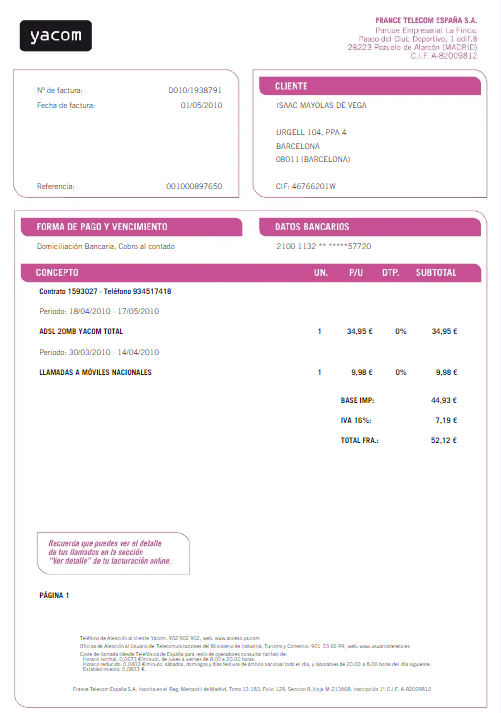 yacom
FRANCE TELECOM ESPAÑA S.A.
Parque Empresarial La Finca,
Paseo del Club Deportivo, 1 edif.8
28223 Pozuelo de Alarcón (MADRID)
C.I.F. A-82009812
Nº de factura: D010/1938791
Fecha de factura: 01/05/2010
Referencia: 001000897650
CLIENTE
ISAAC MAYOLAS DE VEGA
URGELL 104, PPA 4
BARCELONA
08011(BARCELONA)
CIF: 46766201W
FORMA DE PAGO Y VENCIMIENTO
Domiciliación Bancaria, Cobro al contado
DATOS BANCARIOS
2100 1132 ** *****57720
CONCEPTO UN. P/U DTP. SUBTOTAL
Contrato 1593027 - Teléfono 934517418
Periodo: 18/04/2010 - 17/05/2010
ADSL 20MB YACOM TOTAL 1 34,95 € 0% 34,95 €
Periodo: 30/03/2010 - 14/04/2010
LLAMADAS A MÓVILES NACIONALES 1 9,98 € 0% 9,98 €
BASE IMP: 44,93 €
IVA 16%: 7,19 €
TOTAL FRA.: 52,12 €
Recuerda que puedes ver el detalle
de tus llamadas en la sección
"Ver detalle" de tu facturación online.
PÁGINA 1
Teléfono de Atención al cliente Yacom: 902 902 902, web: www.acceso.ya.com
Oficina de Atención al Usuario de Telecomunicaciones del Ministerio de Industria, Turismo y Comercio. 901 33 66 99, web: www.usuariosteleco.es
Coste de llamada (desde Telefónica de España para resto de operadores consultar tarifas) de:
Horario normal: 0,0673 €/minuto, de lunes a viernes de 8:00 a 20:00 horas.
Horario reducido: 0,0403 €/minuto, sábados, domingos y días festivos de ámbito nacional todo el día, y laborables de 20:00 a 8:00 horas del día siguiente.
Establecimiento: 0,0833 €.
France Telecom España S.A. inscrita en el Reg. Mercantil de Madrid, Tomo 13.183, Folio 129, Sección 8, Hoja M-213468, Inscripción 1ª, C.I.F. A-82009812